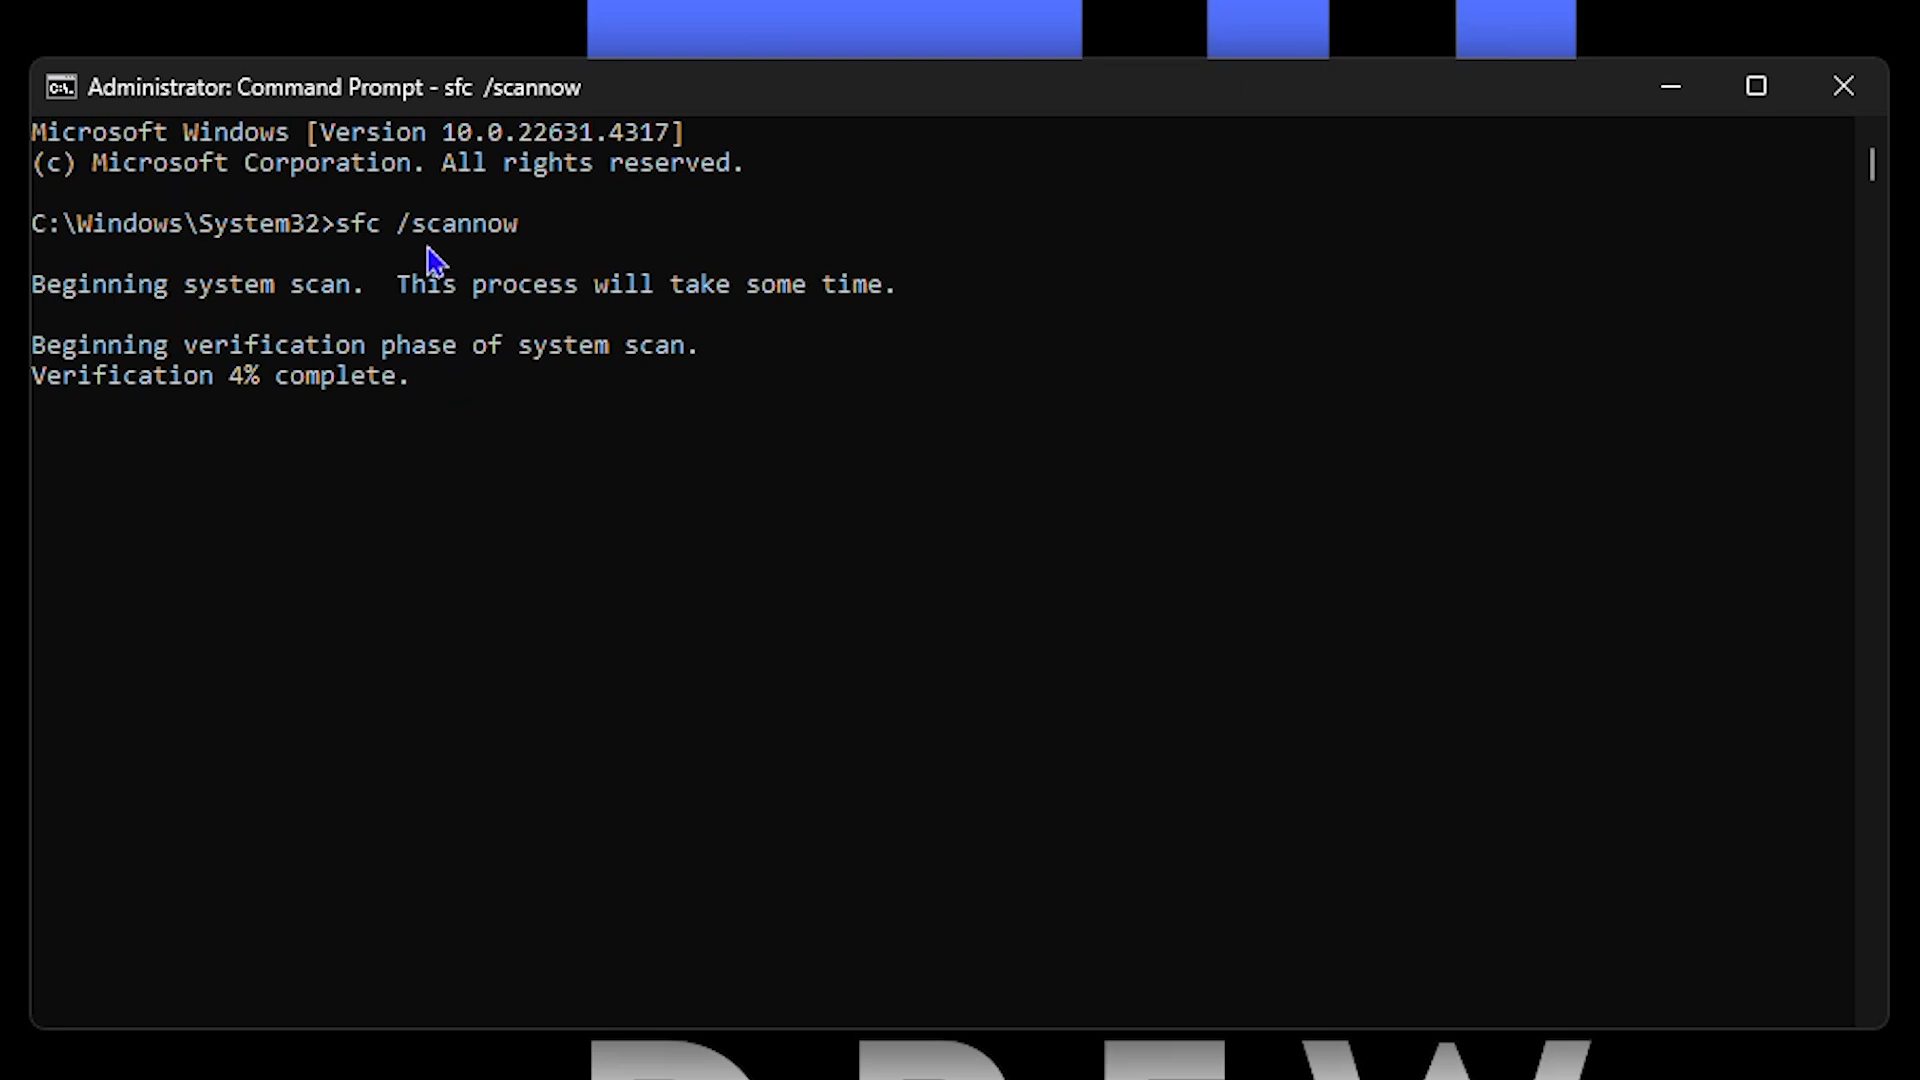 Administrator: Command Prompt - sfc /scannow
Microsoft Windows [Version 10.0.22631.4317]
(c) Microsoft Corporation. All rights reserved.
C:\Windows\System32>sfc /scannow
Beginning system scan.  This process will take some time.
Beginning verification phase of system scan.
Verification 4% complete.